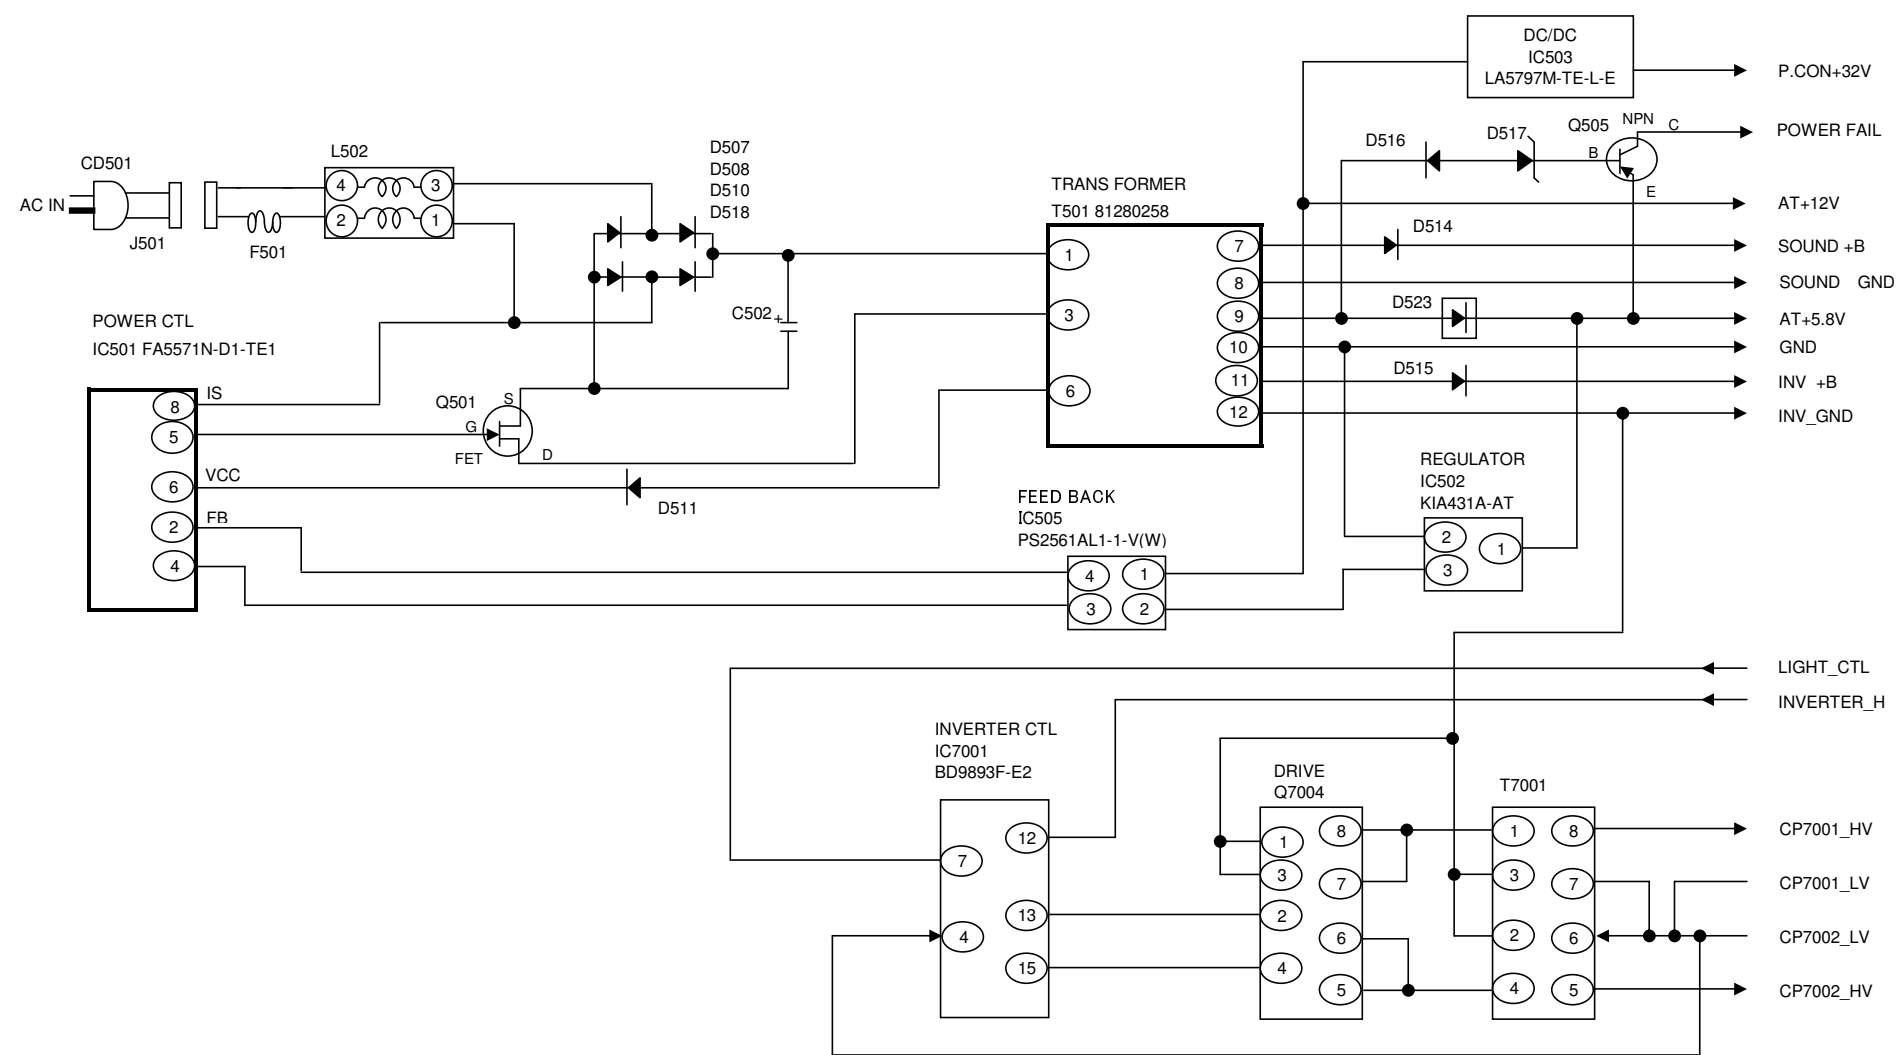 DC/DC
IC503
LA5797M-TE-L-E
P.CON+32V
D516
D517
Q505
NPN
C
B
E
POWER FAIL
CD501
AC IN
J501
F501
L502
4
3
2
1
D507
D508
D510
D518
TRANS FORMER
T501 81280258
1
3
6
7
8
9
10
11
12
AT+12V
D514
SOUND +B
SOUND GND
D523
AT+5.8V
GND
D515
INV +B
INV_GND
C502
+
POWER CTL
IC501 FA5571N-D1-TE1
8
IS
5
6
VCC
2
FB
4
Q501
S
G
FET
D
D511
FEED BACK
IC505
PS2561AL1-1-V(W)
4
1
3
2
REGULATOR
IC502
KIA431A-AT
2
1
3
LIGHT_CTL
INVERTER_H
INVERTER CTL
IC7001
BD9893F-E2
12
7
13
4
15
DRIVE
Q7004
1
8
3
7
2
6
4
5
T7001
1
8
3
7
2
6
4
5
CP7001_HV
CP7001_LV
CP7002_LV
CP7002_HV